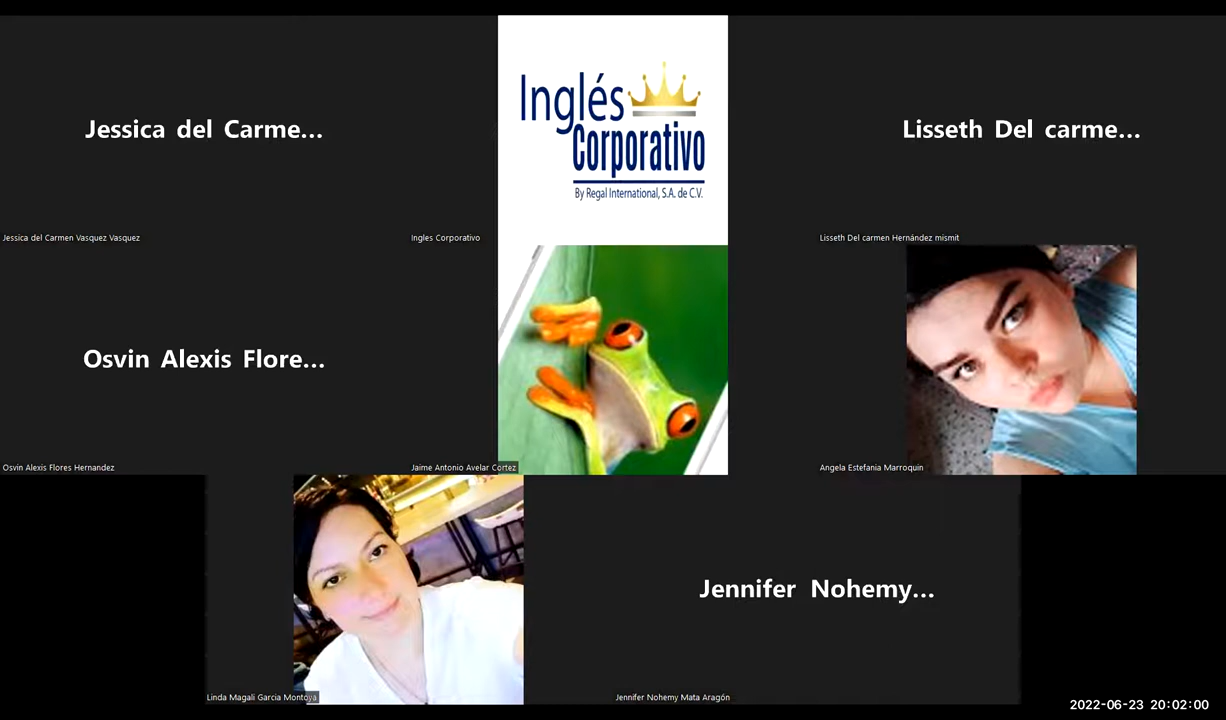 Jessica del Carme...
Inglés
Corporativo
By Regal International, S.A. de C.V.
Lisseth Del carme...
Jessica del Carmen Vasquez Vasquez
Ingles Corporativo
Lisseth Del carmen Hernández mismit
Osvin Alexis Flore...
Osvin Alexis Flores Hernandez
Jaime Antonio Avelar Cortez
Angela Estefania Marroquin
Jennifer Nohemy...
Linda Magali Garcia Montoya
Jennifer Nohemy Mata Aragón
2022-06-23 20:02:00